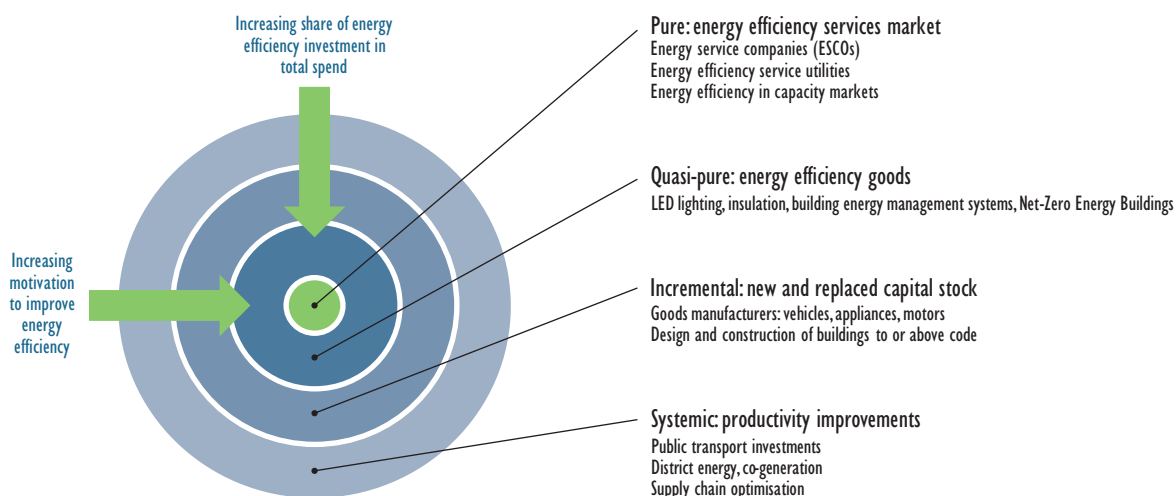 Increasing share of energy
efficiency investment in
total spend
Increasing
motivation
to improve
energy
efficiency
Pure: energy efficiency services market
Energy service companies (ESCOs)
Energy efficiency service utilities
Energy efficiency in capacity markets
Quasi-pure: energy efficiency goods
LED lighting, insulation, building energy management systems, Net-Zero Energy Buildings
Incremental: new and replaced capital stock
Goods manufacturers: vehicles, appliances, motors
Design and construction of buildings to or above code
Systemic: productivity improvements
Public transport investments
District energy, co-generation
Supply chain optimisation